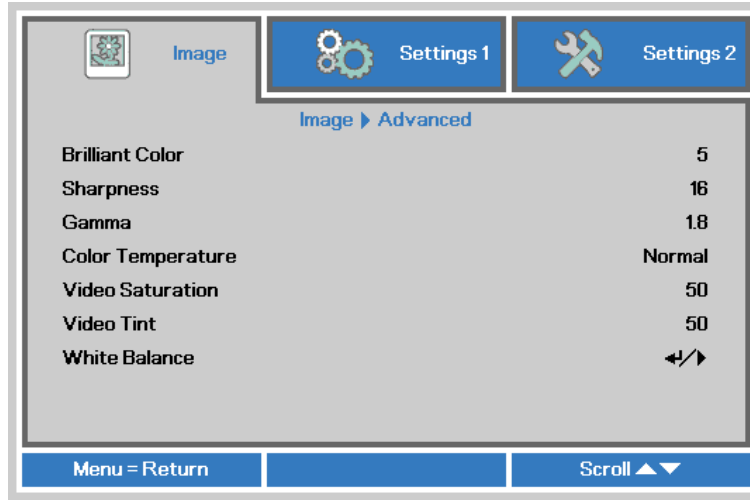 Image Settings 1 Settings 2
Image ▶ Advanced
Brilliant Color 5
Sharpness 16
Gamma 1.8
Color Temperature Normal
Video Saturation 50
Video Tint 50
White Balance ↵/▶
Menu = Return Scroll ▲▼